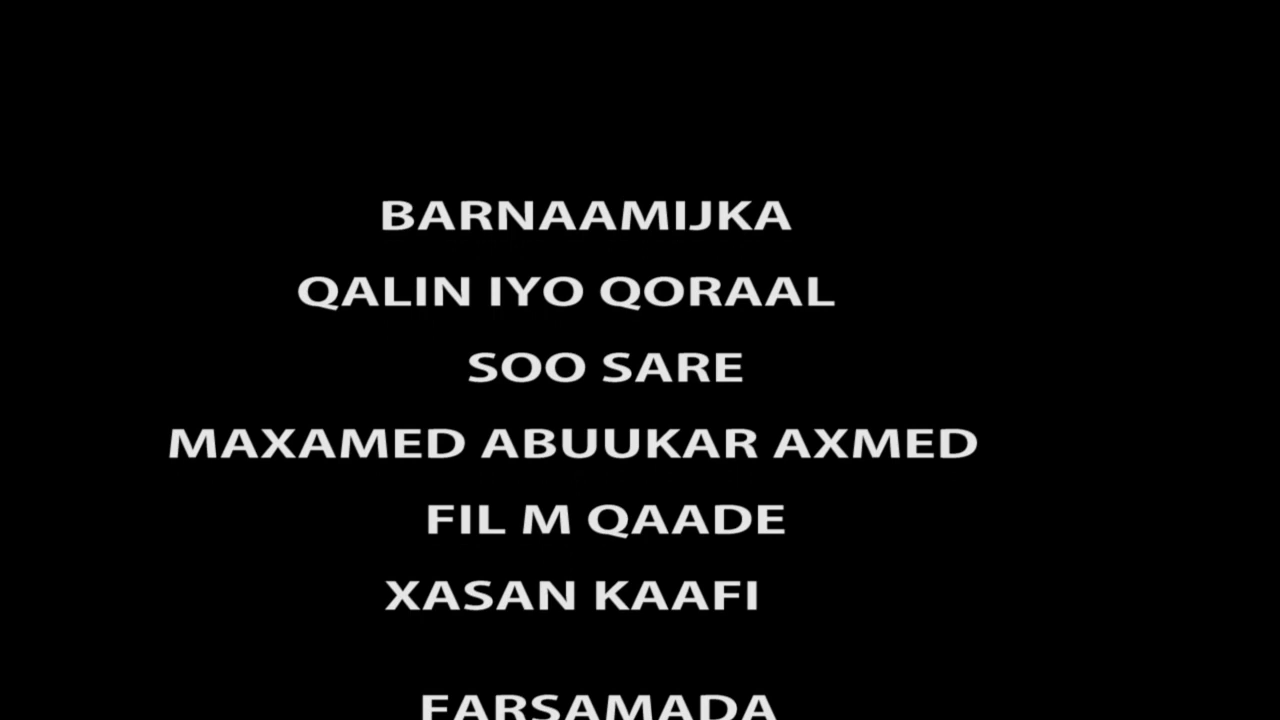 BARNAAMIJKA
QALIN IYO QORAAL
SOO SARE
MAXAMED ABUUKAR AXMED
FIL M QAADE
XASAN KAAFI
FARSAMADA